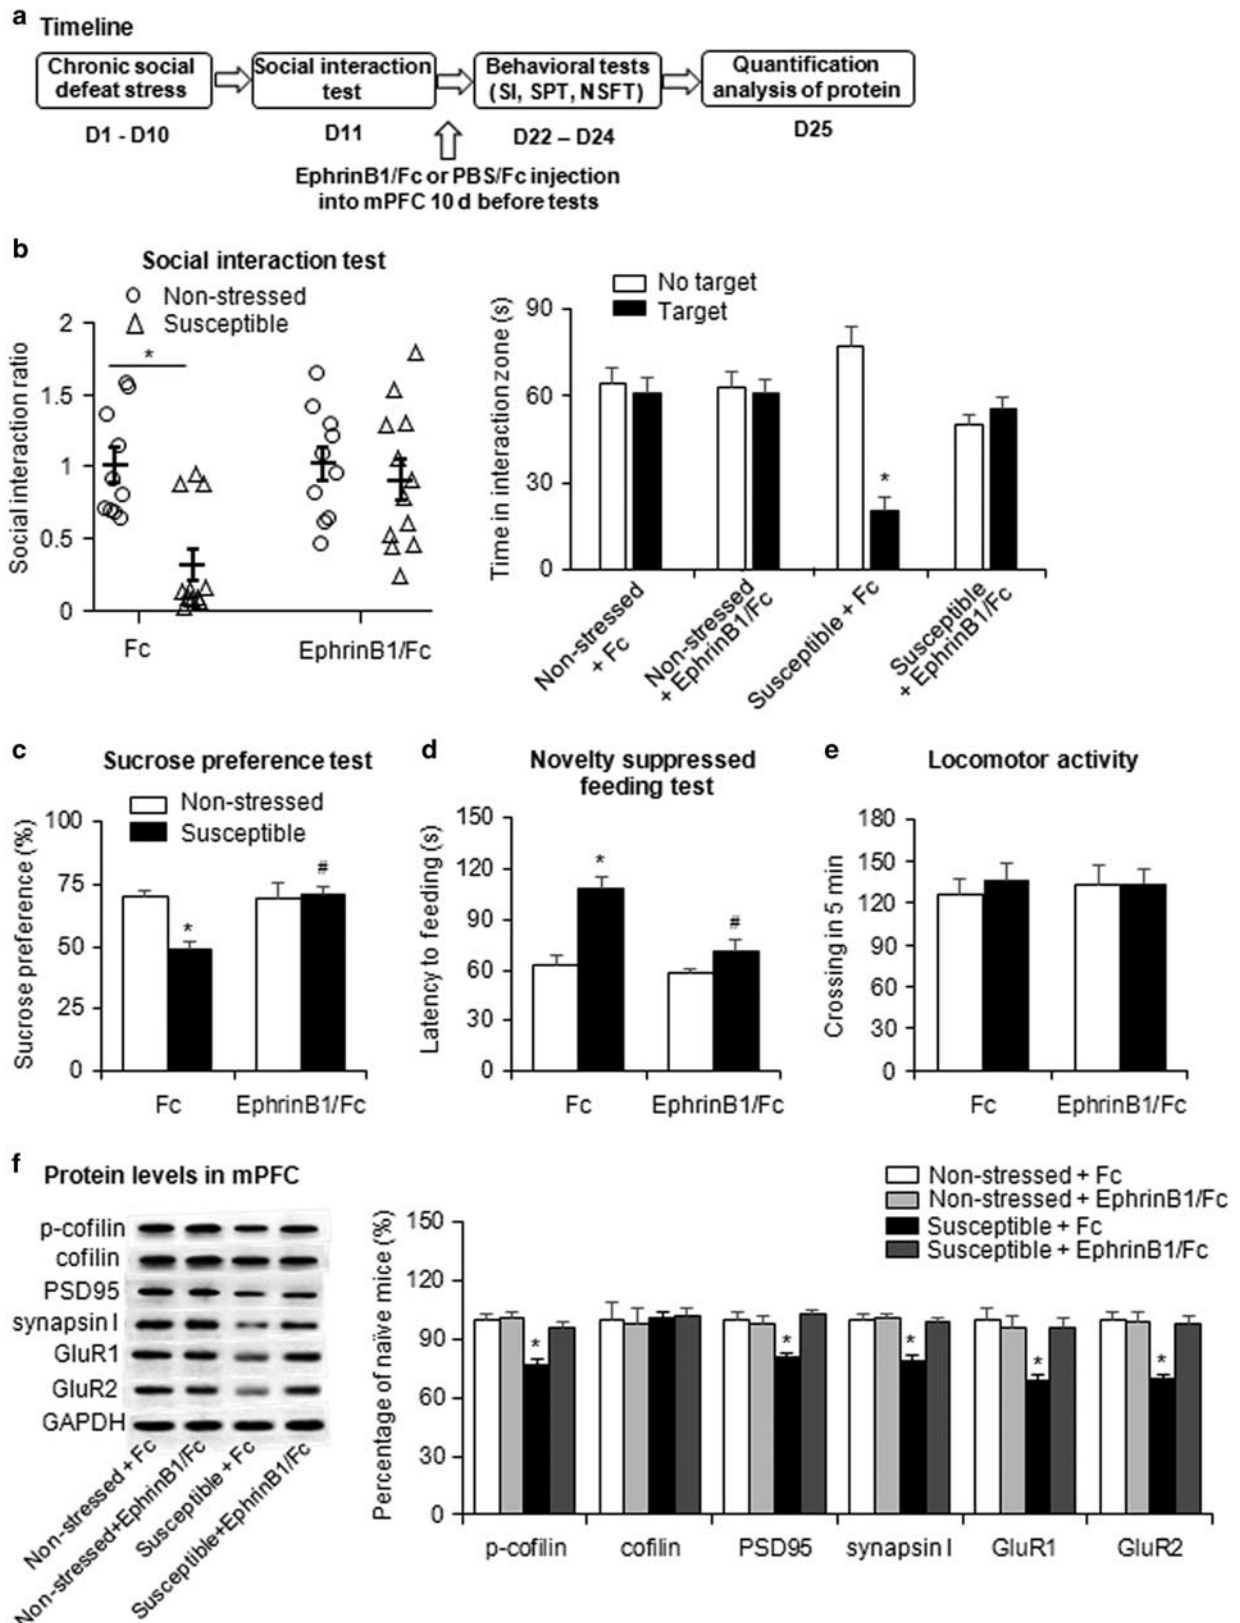 a Timeline
Chronic social
defeat stress
Social interaction
test
Behavioral tests
(SI, SPT, NSFT)
Quantification
analysis of protein
D1 - D10
D11
D22 – D24
D25
EphrinB1/Fc or PBS/Fc injection
into mPFC 10 d before tests
b
Social interaction test
Non-stressed
Susceptible
Social interaction ratio
2
1.5
1
0.5
0
*
Fc
EphrinB1/Fc
No target
Target
Time in interaction zone (s)
90
60
30
0
*
Non-stressed
+ Fc
Non-stressed
+ EphrinB1/Fc
Susceptible + Fc
Susceptible
+ EphrinB1/Fc
c
Sucrose preference test
Non-stressed
Susceptible
Sucrose preference (%)
100
75
50
25
0
*
#
Fc
EphrinB1/Fc
d
Novelty suppressed
feeding test
Latency to feeding (s)
150
120
90
60
30
0
*
#
Fc
EphrinB1/Fc
e
Locomotor activity
Crossing in 5 min
180
150
120
90
60
30
0
Fc
EphrinB1/Fc
f
Protein levels in mPFC
p-cofilin
cofilin
PSD95
synapsin I
GluR1
GluR2
GAPDH
Non-stressed + Fc
Non-stressed+EphrinB1/Fc
Susceptible + Fc
Susceptible+EphrinB1/Fc
Non-stressed + Fc
Non-stressed + EphrinB1/Fc
Susceptible + Fc
Susceptible + EphrinB1/Fc
Percentage of naïve mice (%)
150
120
90
60
30
0
*
*
*
*
*
p-cofilin
cofilin
PSD95
synapsin I
GluR1
GluR2